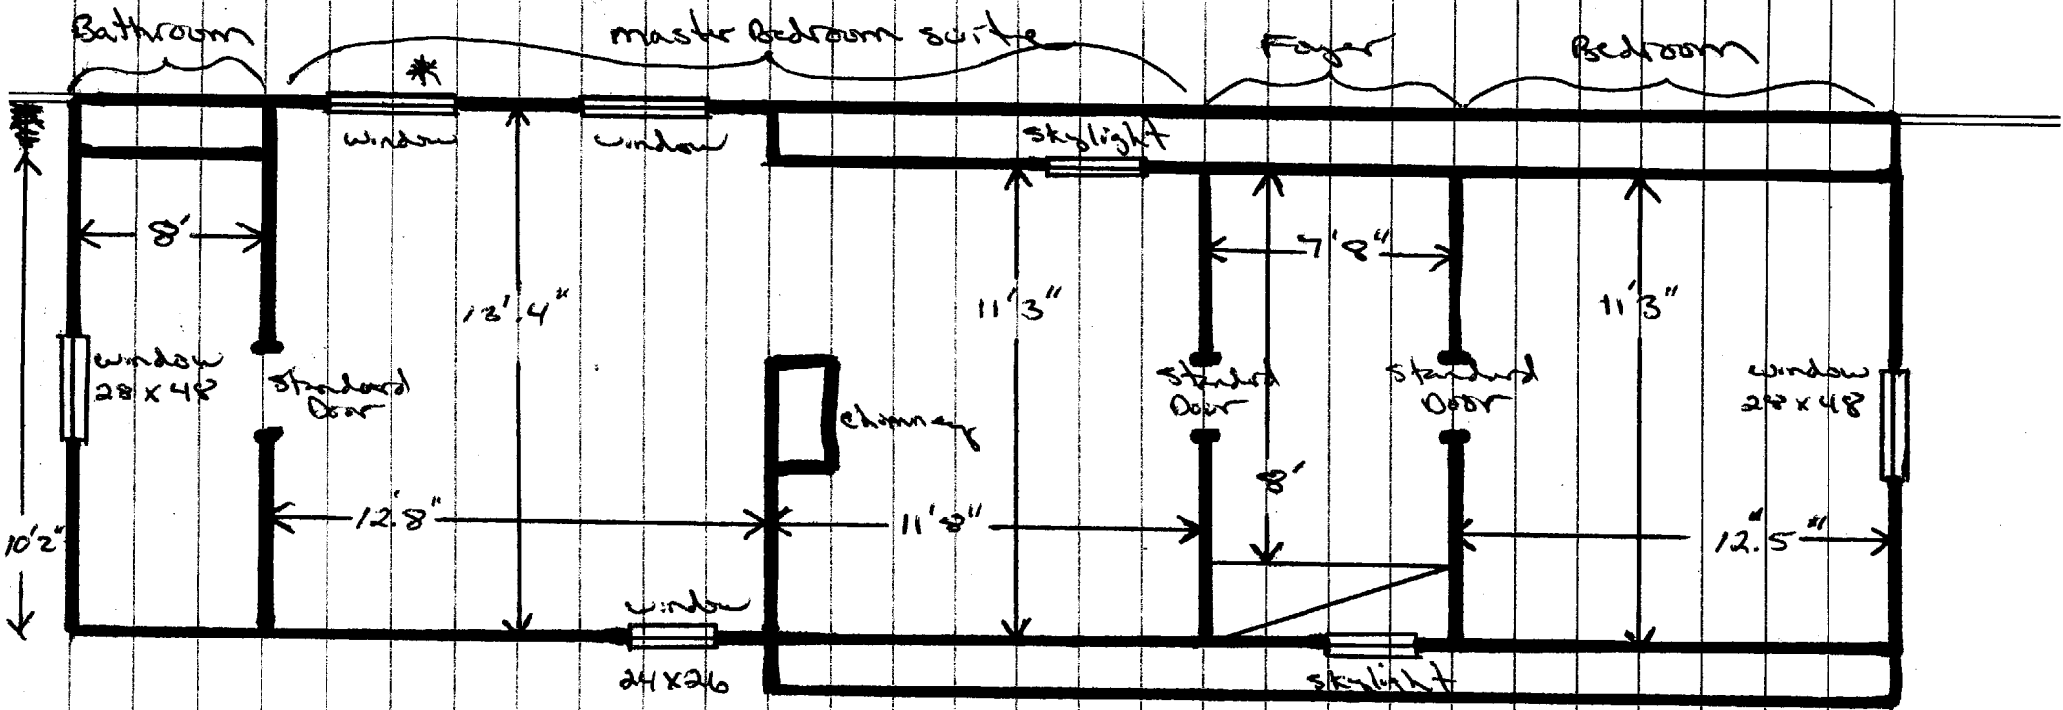 Bathroom
master Bedroom suite
Foyer
Bedroom
*
window
window
skylight
8'
7'8"
13'.4"
11'3"
11'3"
window
28 x 48
Standard
Door
Chimney
Standrd
Door
Standard
Door
window
28 x 48
8'
12'.8"
11'8"
12'.5"
10'2"
window
24 x 26
skylight